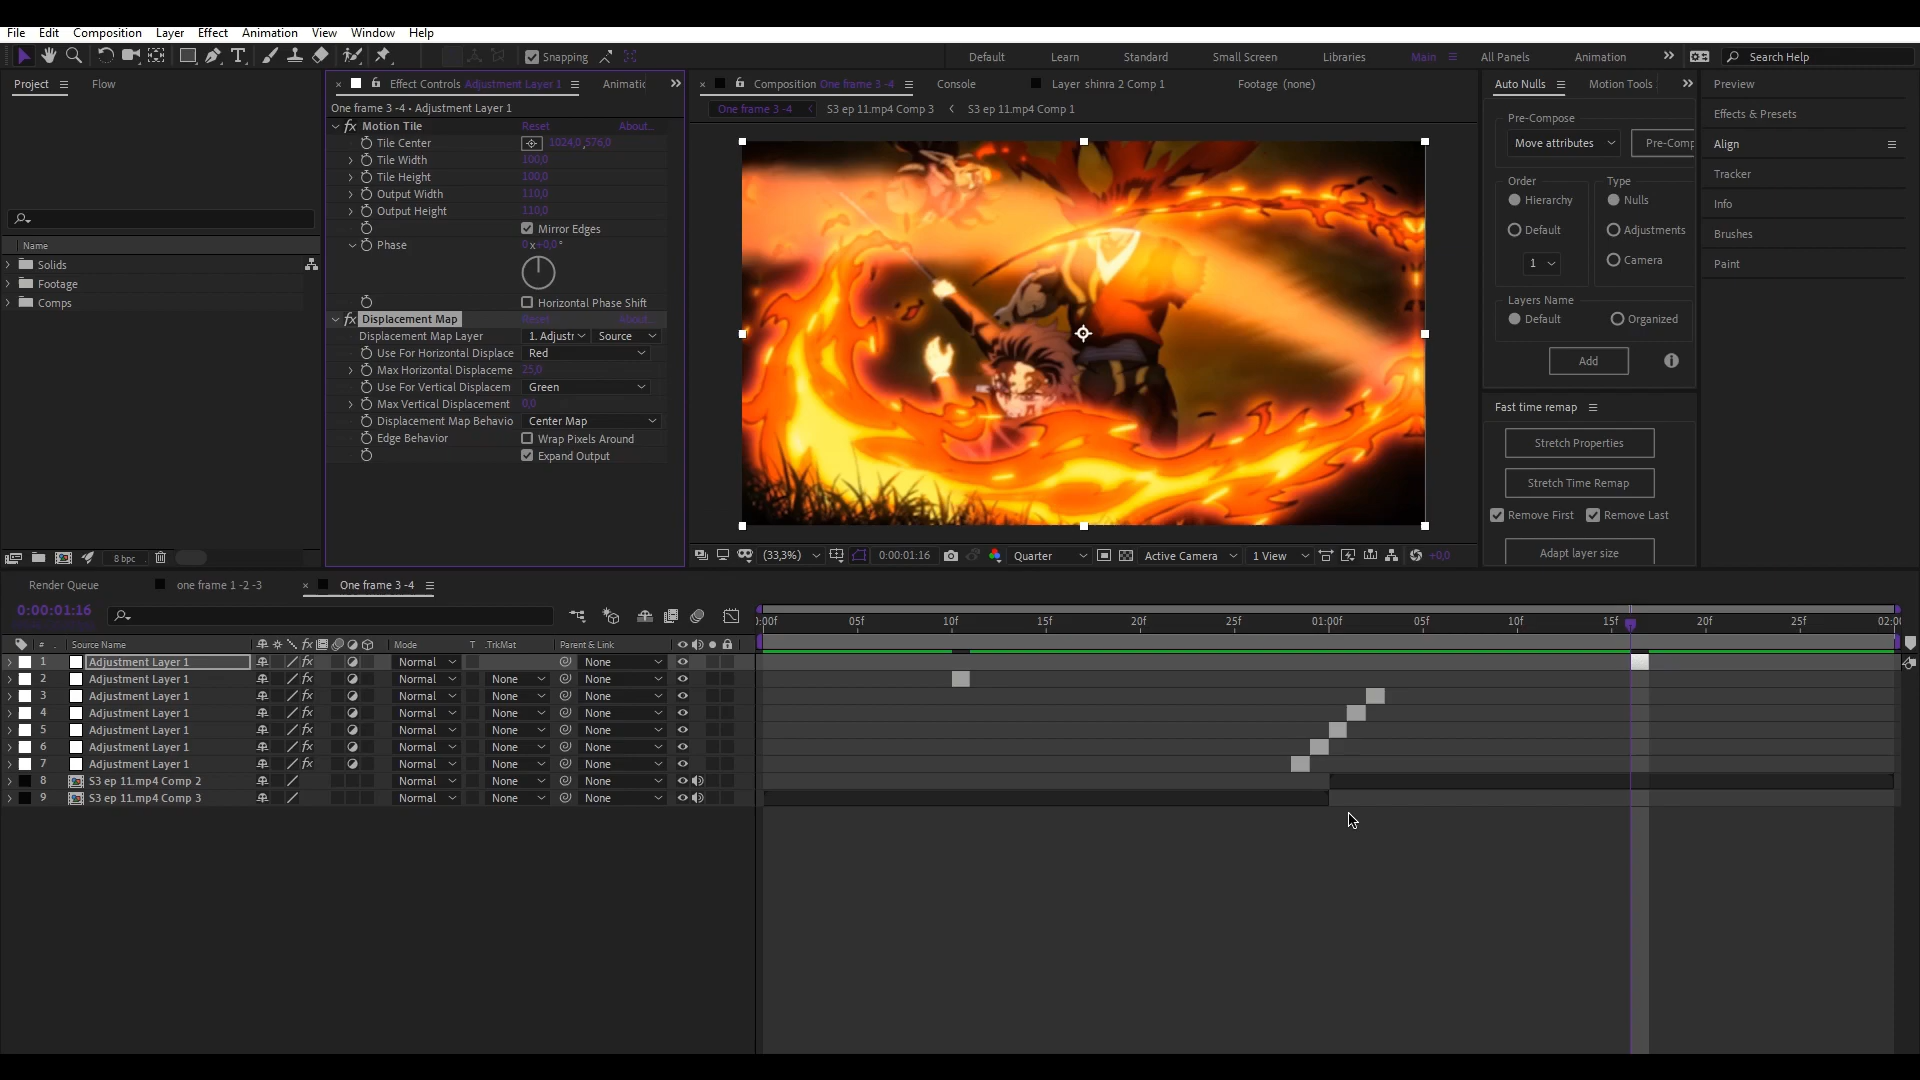 File Edit Composition Layer Effect Animation View Window Help
Snapping
Default Learn Standard Small Screen Libraries Main All Panels Animation Search Help
Project Flow
Effect Controls Adjustment Layer 1 Animatic
One frame 3 -4 • Adjustment Layer 1
Motion Tile Reset About...
Tile Center 1024,0,576,0
Tile Width 100,0
Tile Height 100,0
Output Width 110,0
Output Height 110,0
Mirror Edges
Phase 0x+0,0°
Horizontal Phase Shift
Displacement Map Reset About...
Displacement Map Layer 1. Adjustr Source
Use For Horizontal Displace Red
Max Horizontal Displaceme 25,0
Use For Vertical Displacem Green
Max Vertical Displacement 0,0
Displacement Map Behavio Center Map
Edge Behavior Wrap Pixels Around
Expand Output
Name
Solids
Footage
Comps
8 bpc
Composition One frame 3 -4 Console Layer shinra 2 Comp 1 Footage (none)
One frame 3 -4 S3 ep 11.mp4 Comp 3 S3 ep 11.mp4 Comp 1
(33,3%) 0:00:01:16 Quarter Active Camera 1 View +0,0
Auto Nulls Motion Tools
Pre-Compose
Move attributes Pre-Comp
Order Type
Hierarchy Nulls
Default Adjustments
1 Camera
Layers Name
Default Organized
Add
Fast time remap
Stretch Properties
Stretch Time Remap
Remove First Remove Last
Adapt layer size
Preview
Effects & Presets
Align
Tracker
Info
Brushes
Paint
Render Queue one frame 1 -2 -3 One frame 3 -4
0:00:01:16
:00f 05f 10f 15f 20f 25f 01:00f 05f 10f 15f 20f 25f 02:00
# Source Name fx Mode T .TrkMat Parent & Link
1 Adjustment Layer 1 fx Normal None
2 Adjustment Layer 1 fx Normal None None
3 Adjustment Layer 1 fx Normal None None
4 Adjustment Layer 1 fx Normal None None
5 Adjustment Layer 1 fx Normal None None
6 Adjustment Layer 1 fx Normal None None
7 Adjustment Layer 1 fx Normal None None
8 S3 ep 11.mp4 Comp 2 Normal None None
9 S3 ep 11.mp4 Comp 3 Normal None None